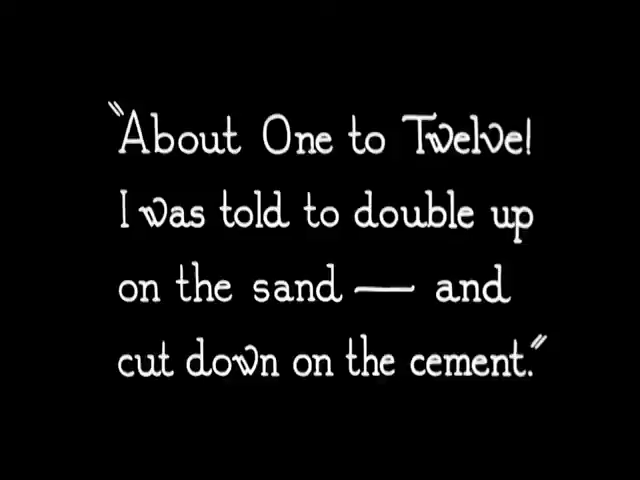 "About One to Twelve!
I was told to double up
on the sand — and
cut down on the cement."